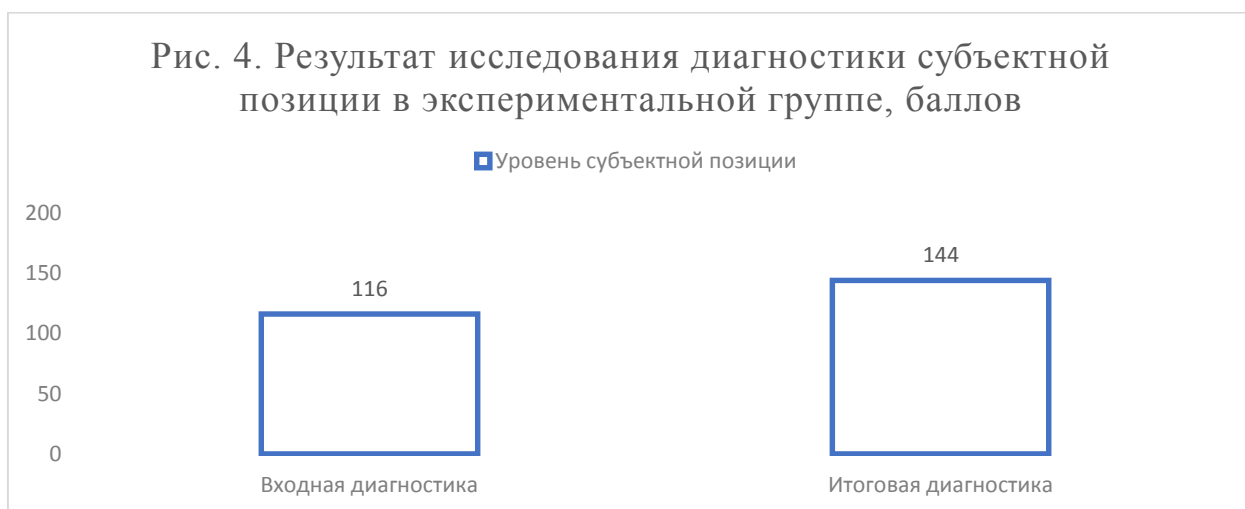 Рис. 4. Результат исследования диагностики субъектной
позиции в экспериментальной группе, баллов
Уровень субъектной позиции
200
150
100
50
0
116
144
Входная диагностика
Итоговая диагностика